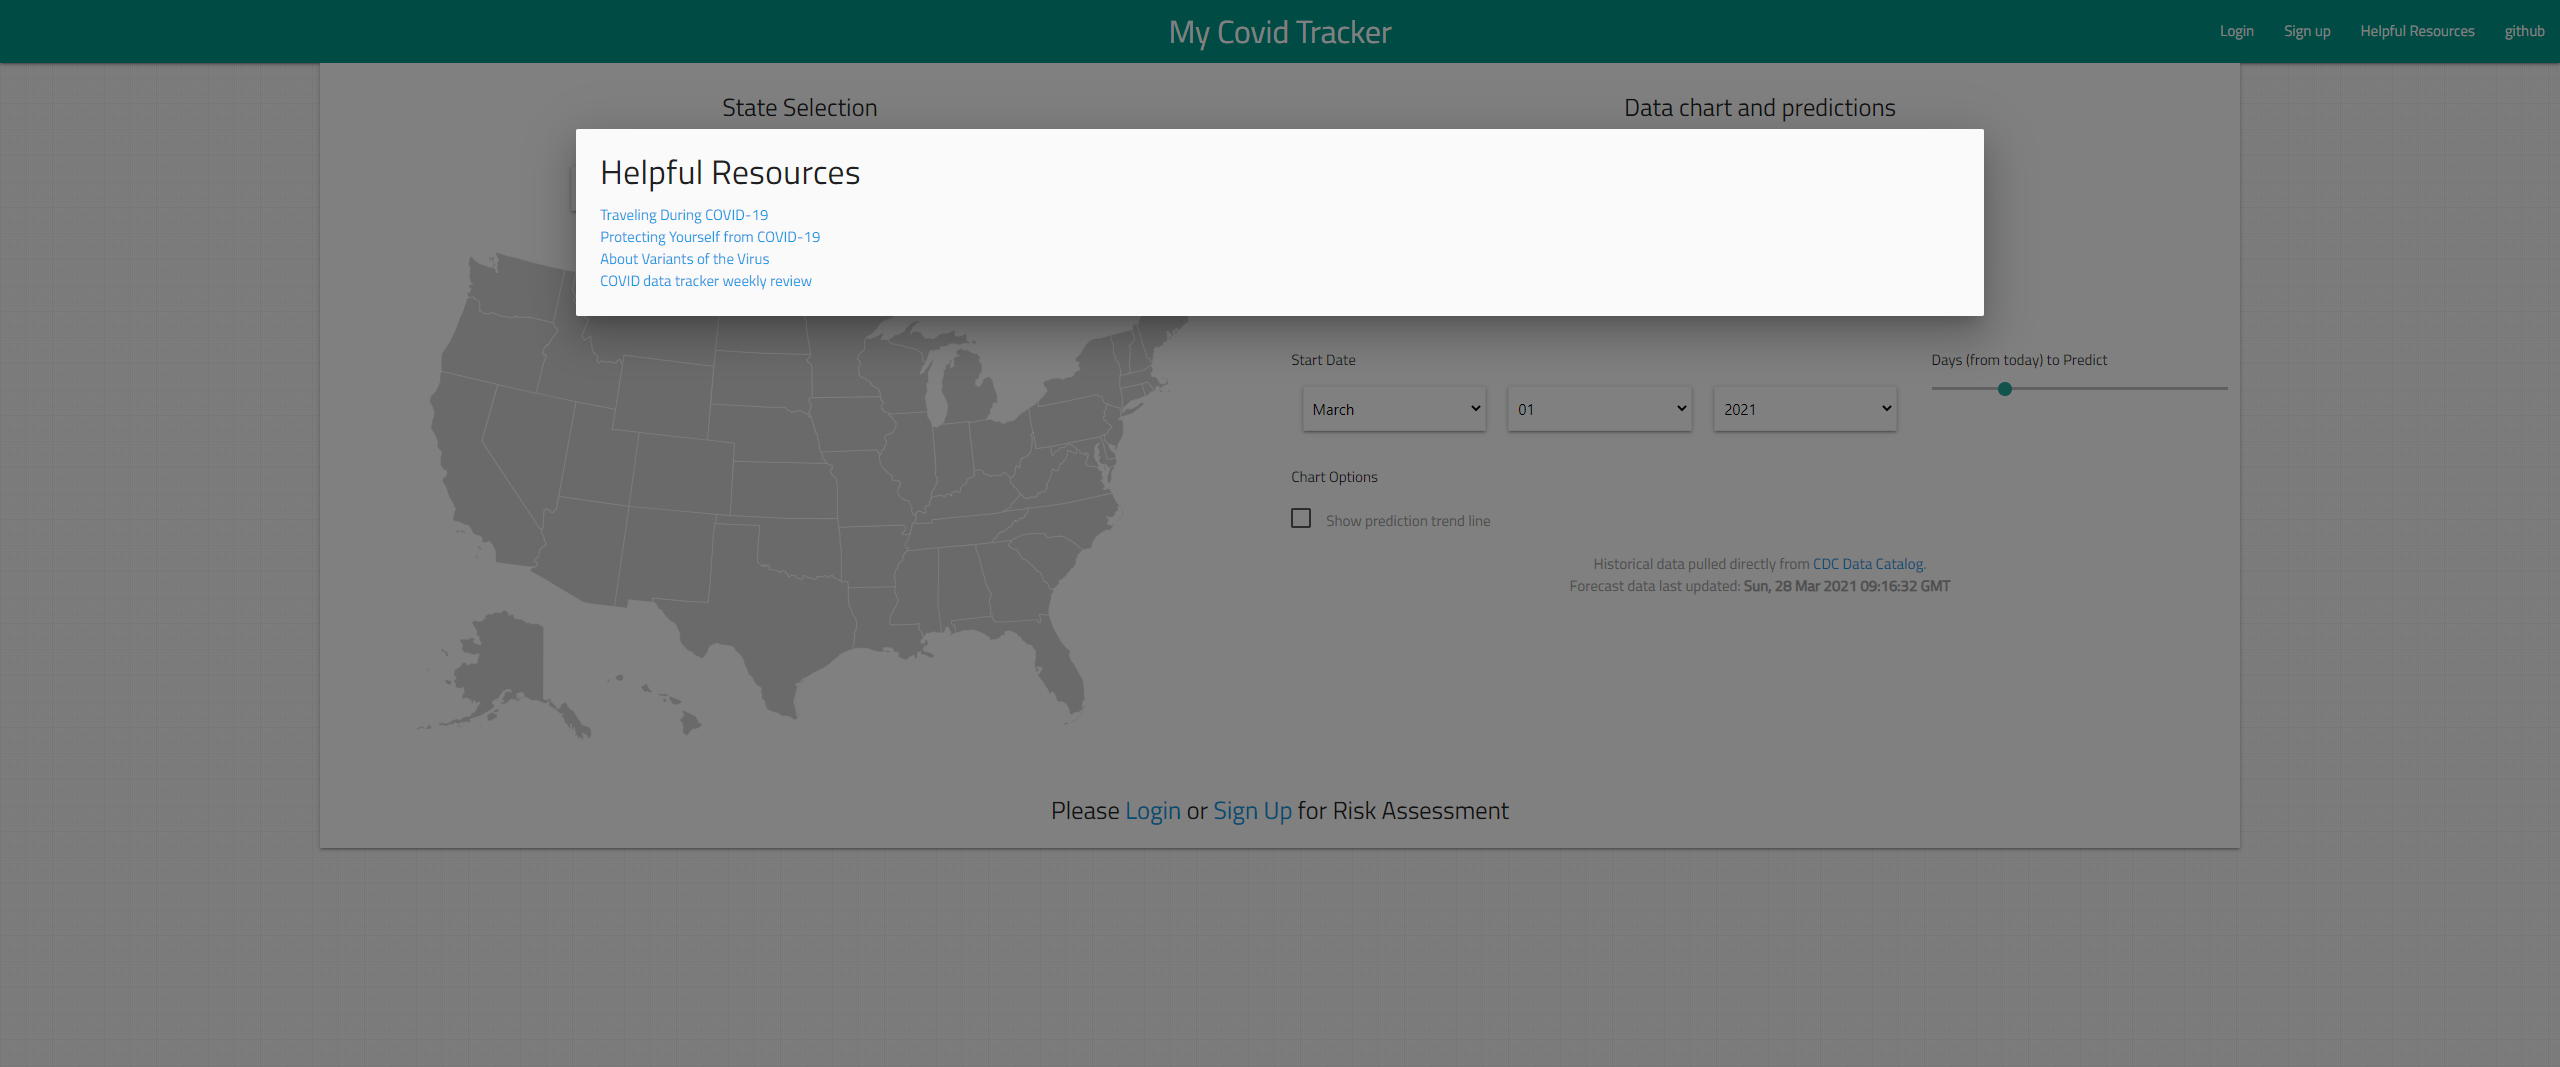 My Covid Tracker
Login Sign up Helpful Resources github
State Selection
Data chart and predictions
Helpful Resources
Traveling During COVID-19
Protecting Yourself from COVID-19
About Variants of the Virus
COVID data tracker weekly review
Start Date
Days (from today) to Predict
March 01 2021
Chart Options
Show prediction trend line
Historical data pulled directly from CDC Data Catalog.
Forecast data last updated: Sun, 28 Mar 2021 09:16:32 GMT
Please Login or Sign Up for Risk Assessment